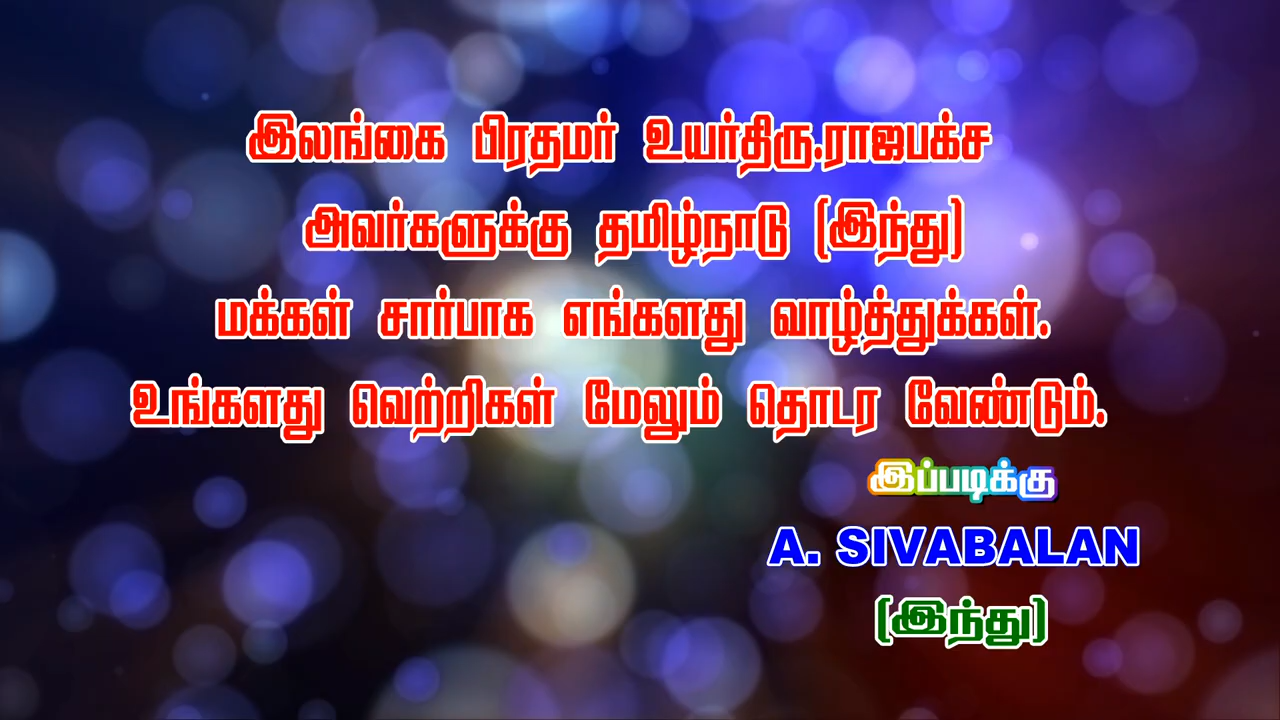 இலங்கை பிரதமர் உயர்திரு.ராஜபக்ச
அவர்களுக்கு தமிழ்நாடு (இந்து)
மக்கள் சார்பாக எங்களது வாழ்த்துக்கள்.
உங்களது வெற்றிகள் மேலும் தொடர வேண்டும்.
இப்படிக்கு
A. SIVABALAN
(இந்து)